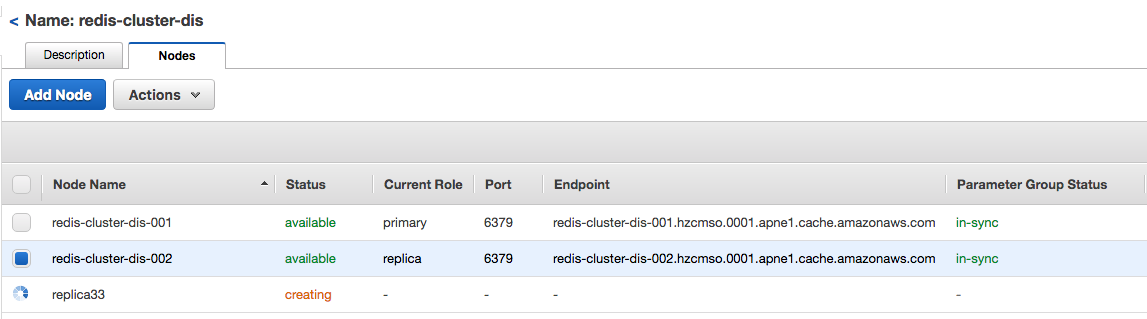 < Name: redis-cluster-dis
Description Nodes
Add Node Actions
Node Name Status Current Role Port Endpoint Parameter Group Status
redis-cluster-dis-001 available primary 6379 redis-cluster-dis-001.hzcmso.0001.apne1.cache.amazonaws.com in-sync
redis-cluster-dis-002 available replica 6379 redis-cluster-dis-002.hzcmso.0001.apne1.cache.amazonaws.com in-sync
replica33 creating - - - -